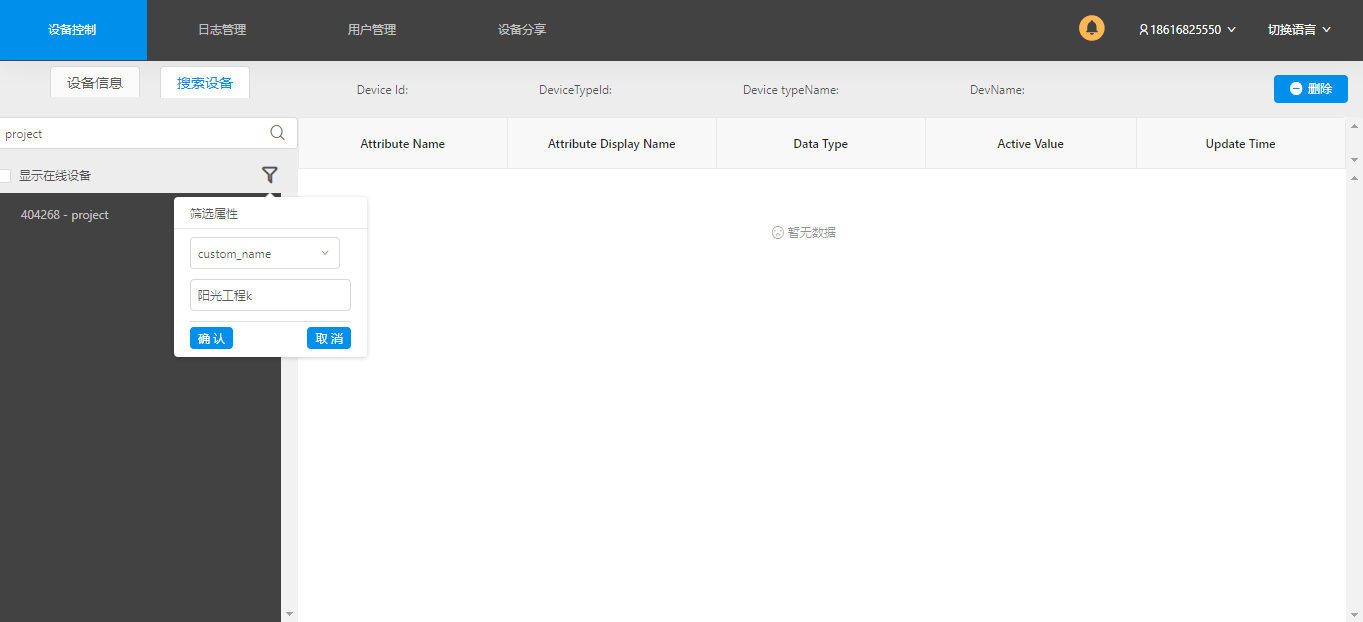 设备控制
日志管理
用户管理
设备分享
18616825550
切换语言
设备信息
搜索设备
Device Id:
DeviceTypeId:
Device typeName:
DevName:
删除
project
Attribute Name
Attribute Display Name
Data Type
Active Value
Update Time
显示在线设备
404268 - project
筛选属性
custom_name
阳光工程k
确 认
取 消
暂无数据